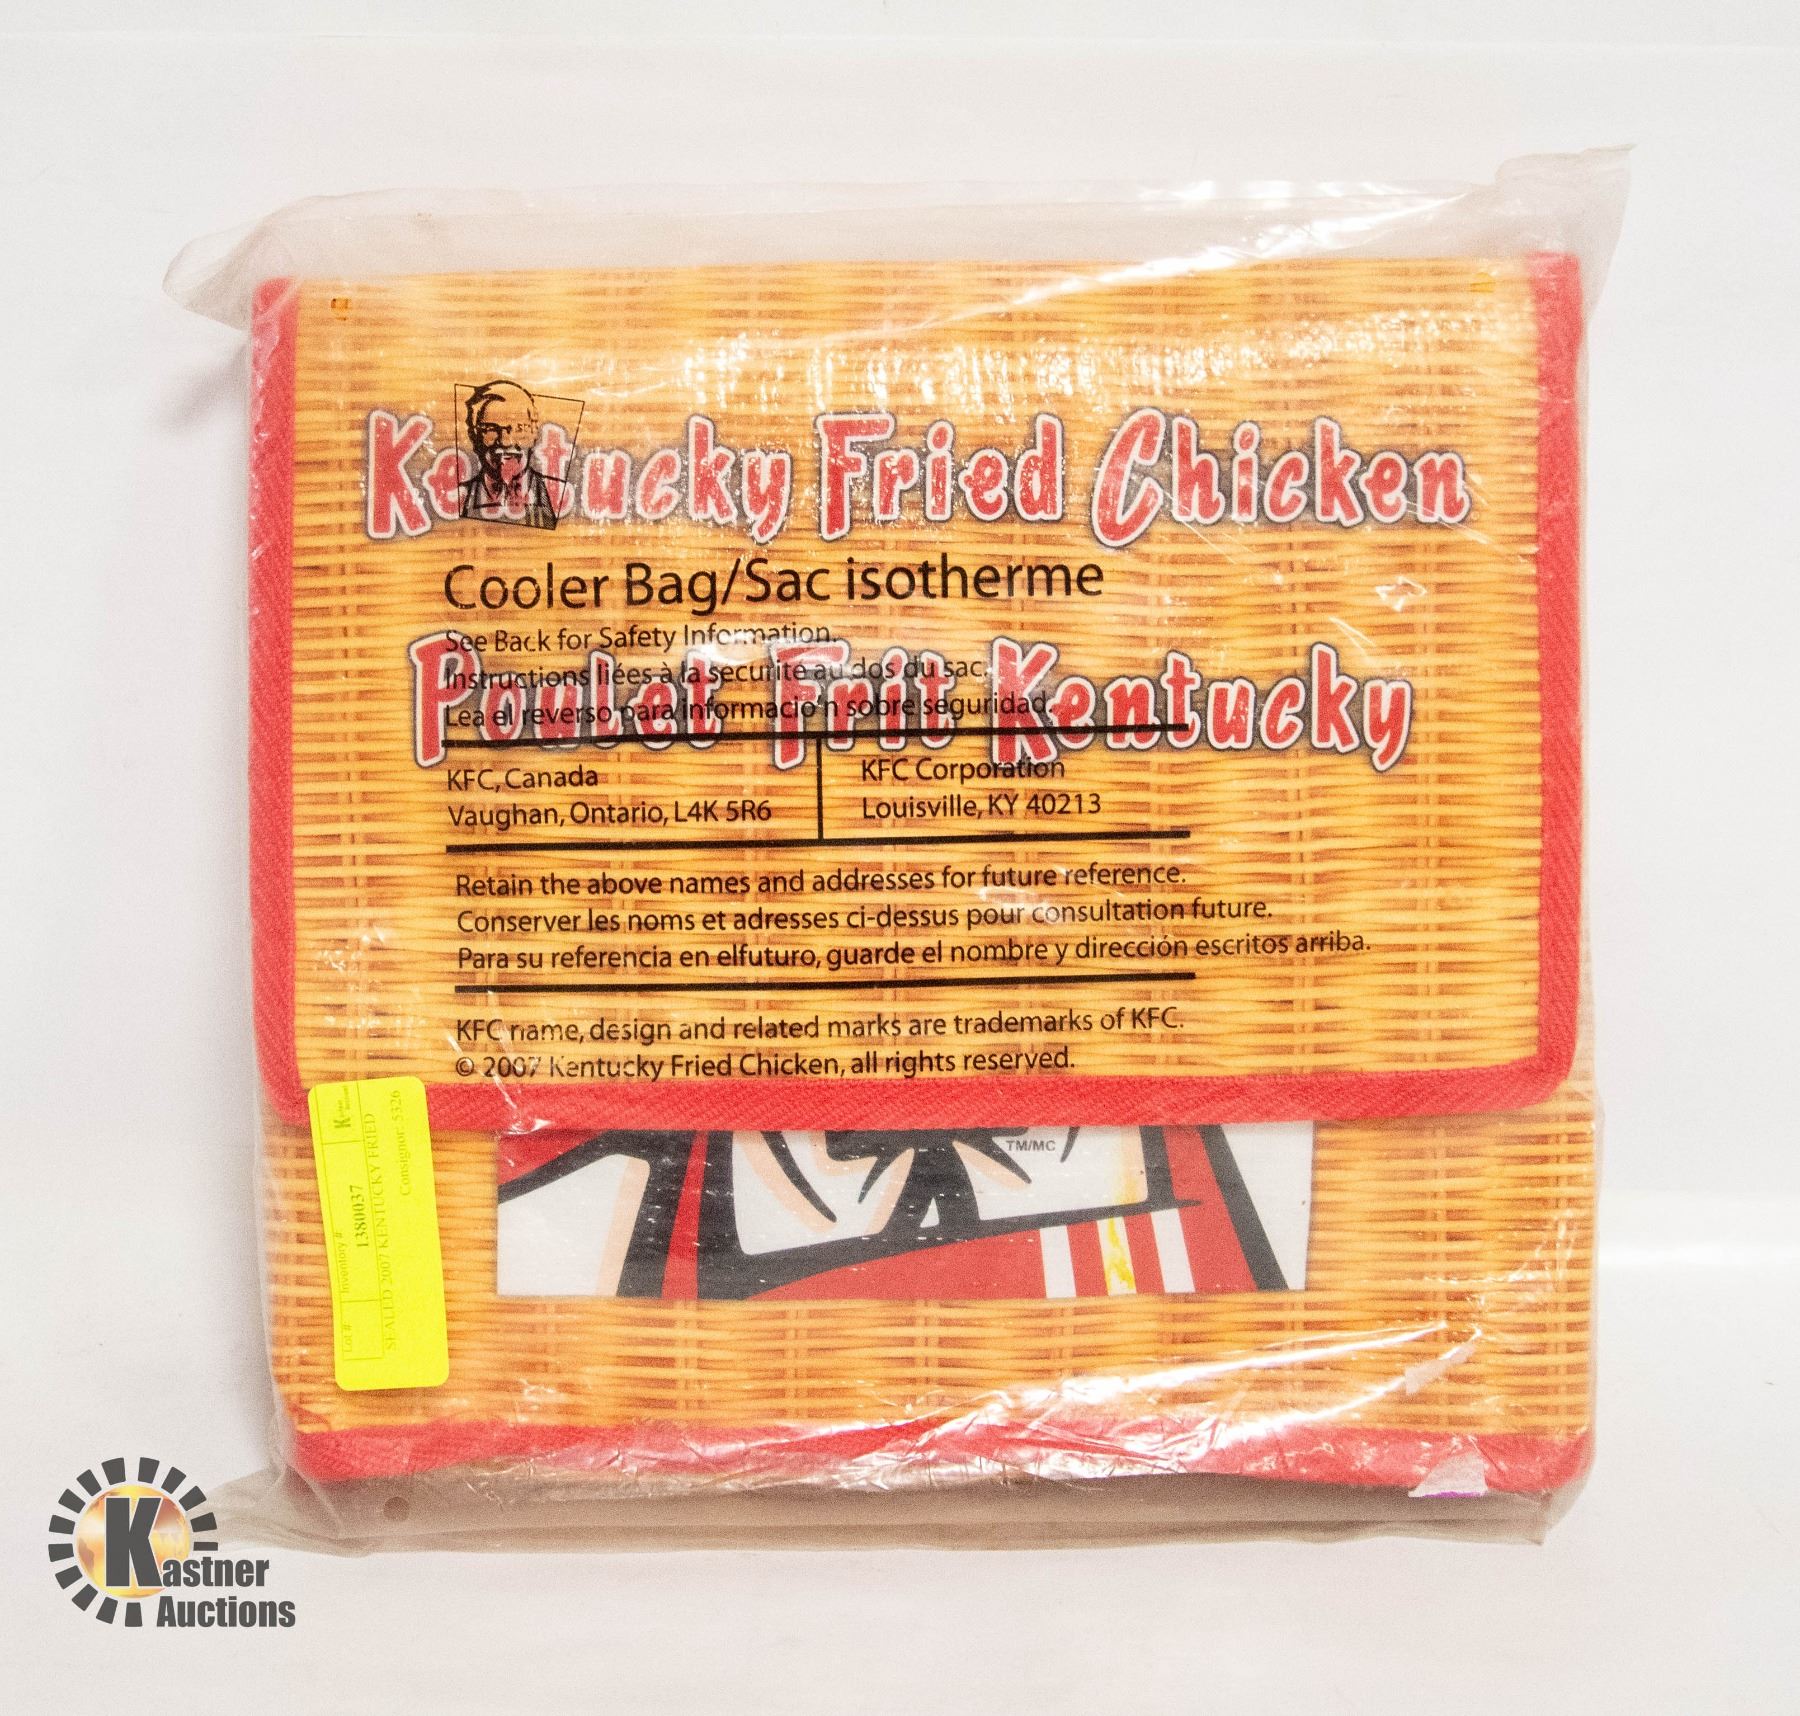 Kentucky Fried Chicken
Cooler Bag/Sac isotherme
See Back for Safety Information.
Instructions liées à la securité au dos du sac.
Lea el reverso para informacio'n sobre seguridad.
Poulet Frit Kentucky
KFC, Canada
Vaughan, Ontario, L4K 5R6
KFC Corporation
Louisville, KY 40213
Retain the above names and addresses for future reference.
Conserver les noms et adresses ci-dessus pour consultation future.
Para su referencia en elfuturo, guarde el nombre y dirección escritos arriba.
KFC name, design and related marks are trademarks of KFC.
© 2007 Kentucky Fried Chicken, all rights reserved.
TM/MC
Lot #
Inventory #
1380037
SEALED 2007 KENTUCKY FRIED
Consignor: 5326
Kastner
Auctions